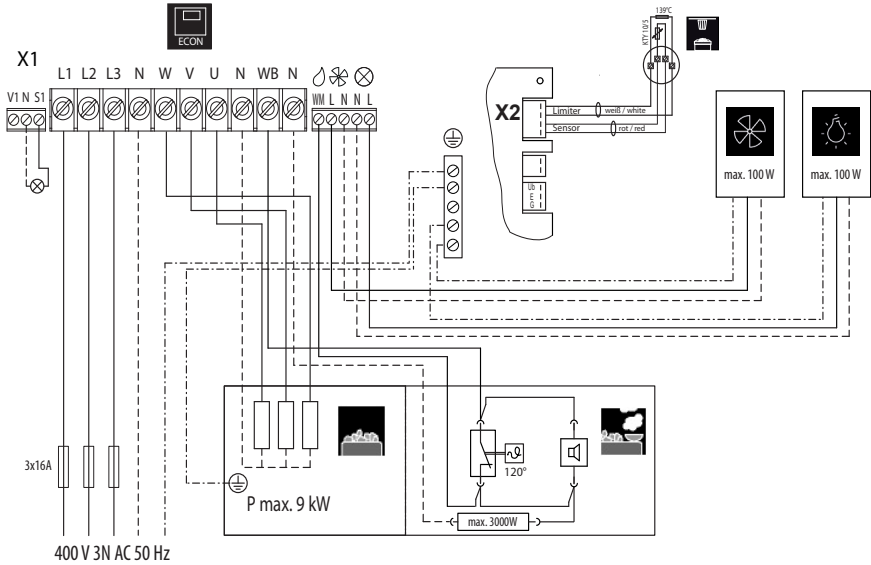 ECON
X1
L1 L2 L3 N W V U N WB N
V1 N S1
WM L N N L
139°C
KTY 10/5
X2
Limiter
weiß / white
Sensor
rot / red
Ub
E
G
max. 100 W
max. 100 W
3x16A
120°
P max. 9 kW
max. 3000W
400 V 3N AC 50 Hz